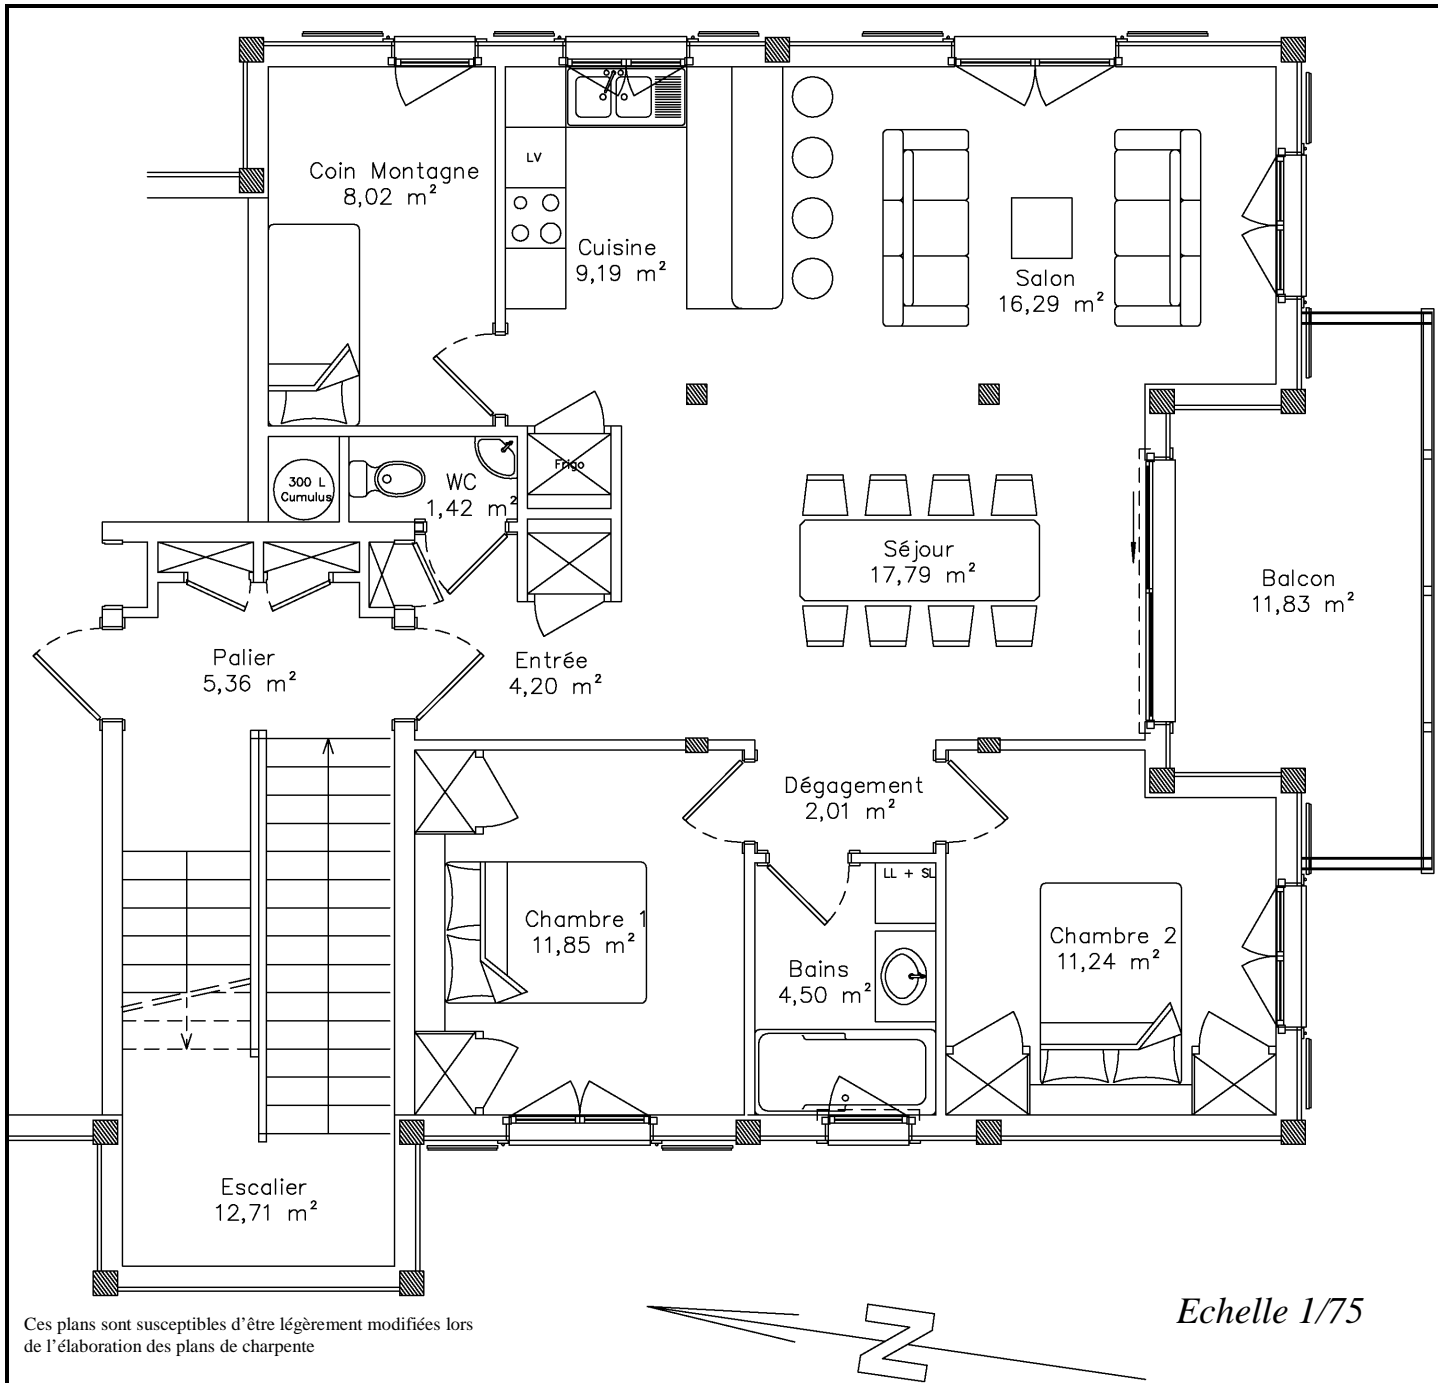 Coin Montagne
8,02 m²
LV
Cuisine
9,19 m²
Salon
16,29 m²
Frigo
300 L
Cumulus
WC
1,42 m²
Séjour
17,79 m²
Balcon
11,83 m²
Palier
5,36 m²
Entrée
4,20 m²
Dégagement
2,01 m²
LL + SL
Chambre 1
11,85 m²
Chambre 2
11,24 m²
Bains
4,50 m²
Escalier
12,71 m²
Ces plans sont susceptibles d’être légèrement modifiées lors
de l’élaboration des plans de charpente
N
Echelle 1/75